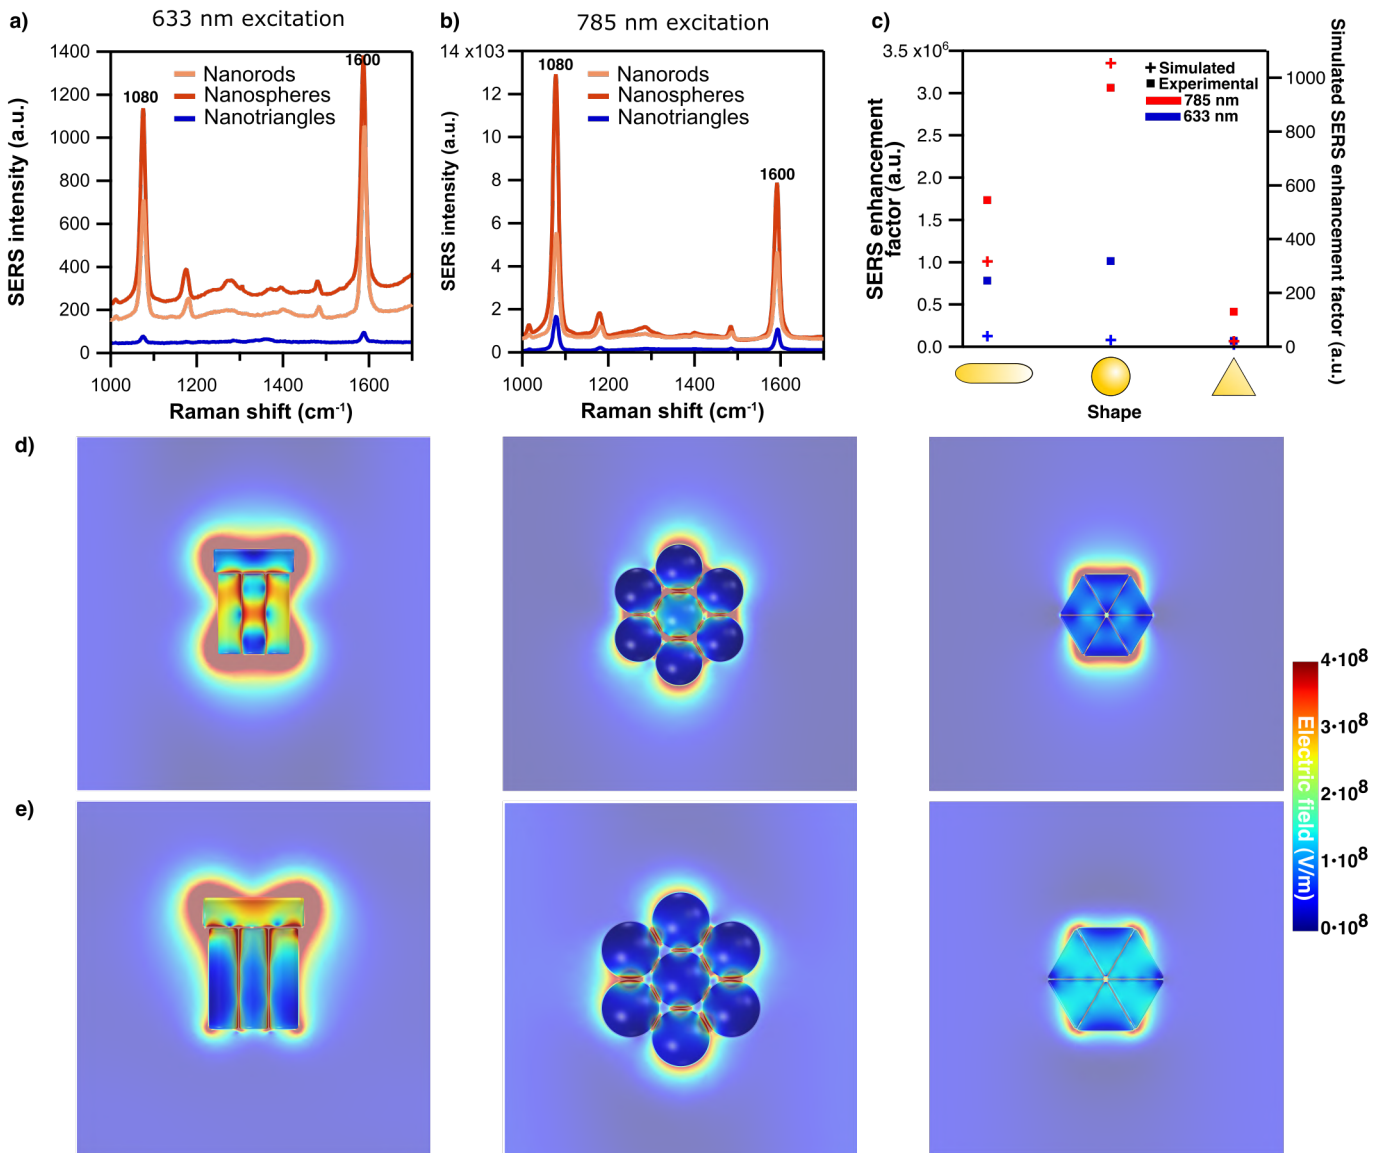 a)
633 nm excitation
1400
1200
1000
800
600
400
200
0
SERS intensity (a.u.)
1080
1600
Nanorods
Nanospheres
Nanotriangles
1000
1200
1400
1600
Raman shift (cm-1)
b)
785 nm excitation
14 x103
12
10
8
6
4
2
0
SERS intensity (a.u.)
1080
1600
Nanorods
Nanospheres
Nanotriangles
1000
1200
1400
1600
Raman shift (cm-1)
c)
3.5 x10⁶
3.0
2.5
2.0
1.5
1.0
0.5
0.0
SERS enhancement
factor (a.u.)
Simulated
Experimental
785 nm
633 nm
1000
800
600
400
200
0
Simulated SERS enhancement factor (a.u.)
Shape
d)
e)
4•10⁸
3•10⁸
2•10⁸
1•10⁸
0•10⁸
Electric field (V/m)